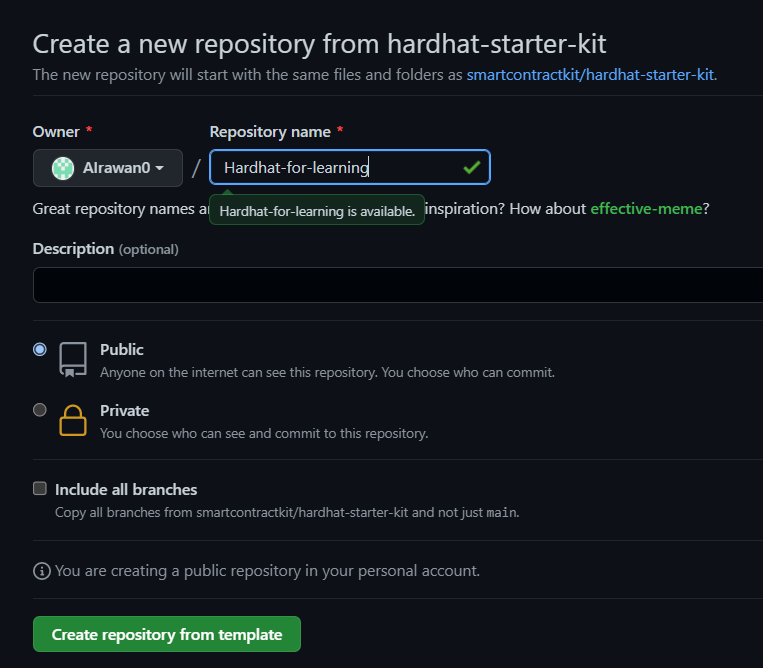 Create a new repository from hardhat-starter-kit
The new repository will start with the same files and folders as smartcontractkit/hardhat-starter-kit.
Owner *
Repository name *
Alrawan0 / Hardhat-for-learning
Great repository names a
Hardhat-for-learning is available.
inspiration? How about effective-meme?
Description (optional)
Public
Anyone on the internet can see this repository. You choose who can commit.
Private
You choose who can see and commit to this repository.
Include all branches
Copy all branches from smartcontractkit/hardhat-starter-kit and not just main.
You are creating a public repository in your personal account.
Create repository from template